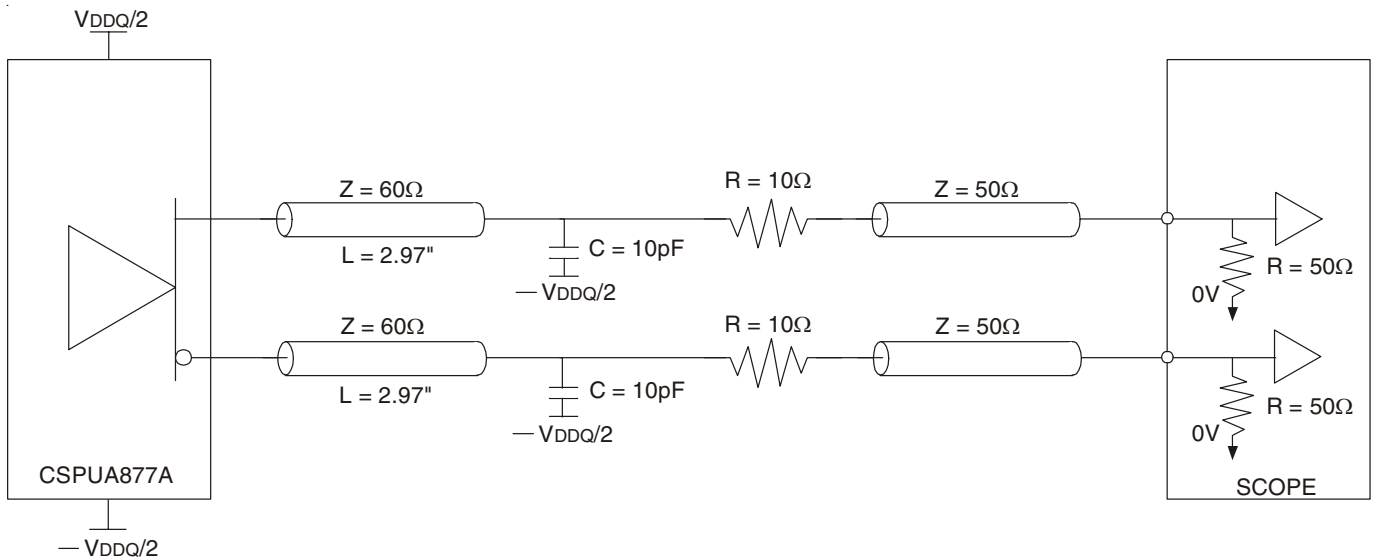 VDDQ/2
Z = 60Ω
R = 10Ω
Z = 50Ω
L = 2.97"
C = 10pF
— VDDQ/2
R = 50Ω
0V
Z = 60Ω
R = 10Ω
Z = 50Ω
L = 2.97"
C = 10pF
— VDDQ/2
R = 50Ω
0V
CSPUA877A
SCOPE
— VDDQ/2